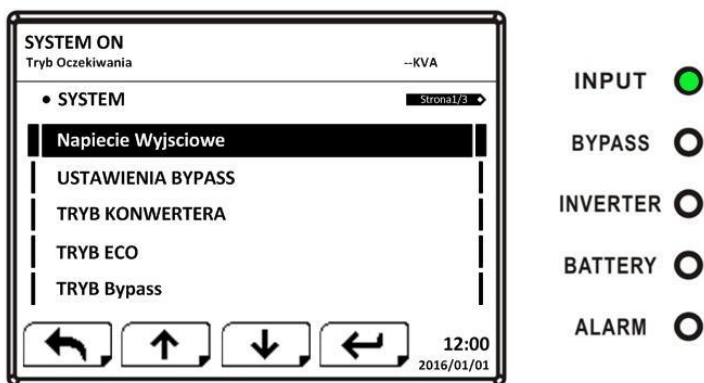 SYSTEM ON
Tryb Oczekiwania --KVA
• SYSTEM Strona1/3
Napiecie Wyjsciowe
USTAWIENIA BYPASS
TRYB KONWERTERA
TRYB ECO
TRYB Bypass
12:00
2016/01/01
INPUT
BYPASS
INVERTER
BATTERY
ALARM